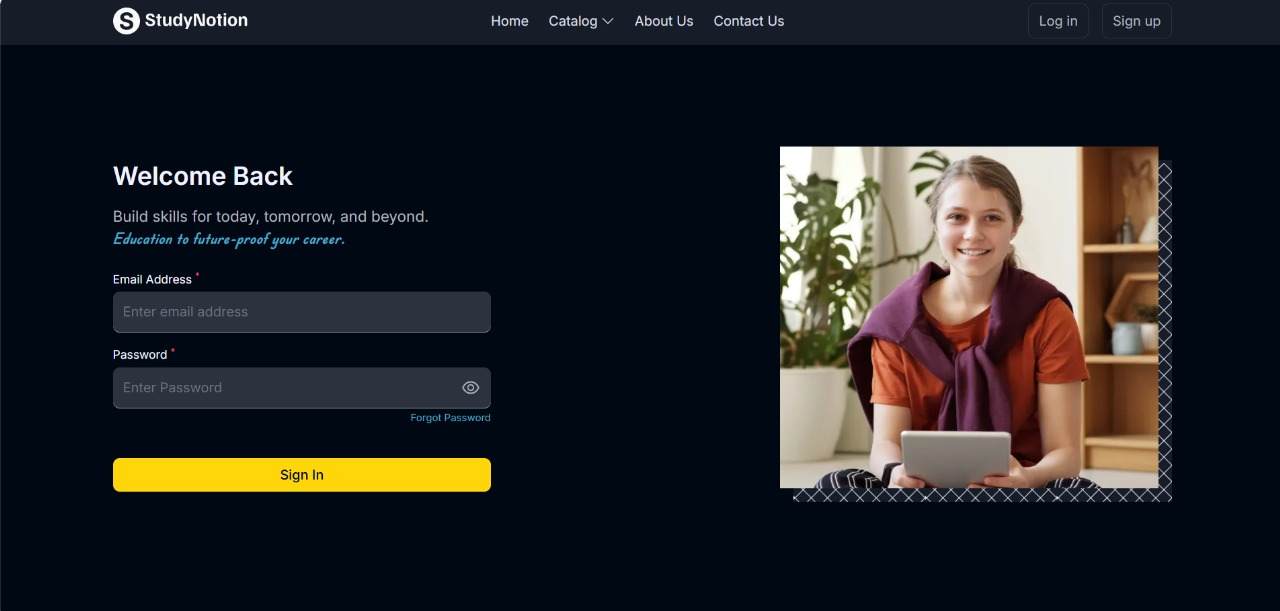 StudyNotion
Home Catalog About Us Contact Us
Log in Sign up
Welcome Back
Build skills for today, tomorrow, and beyond.
Education to future-proof your career.
Email Address *
Enter email address
Password *
Enter Password
Forgot Password
Sign In